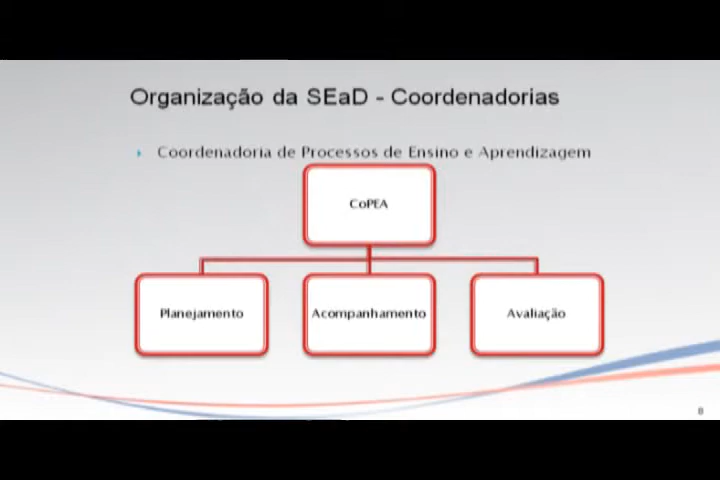 Organização da SEaD - Coordenadorias
Coordenadoria de Processos de Ensino e Aprendizagem
CoPEA
Planejamento
Acompanhamento
Avaliação
8